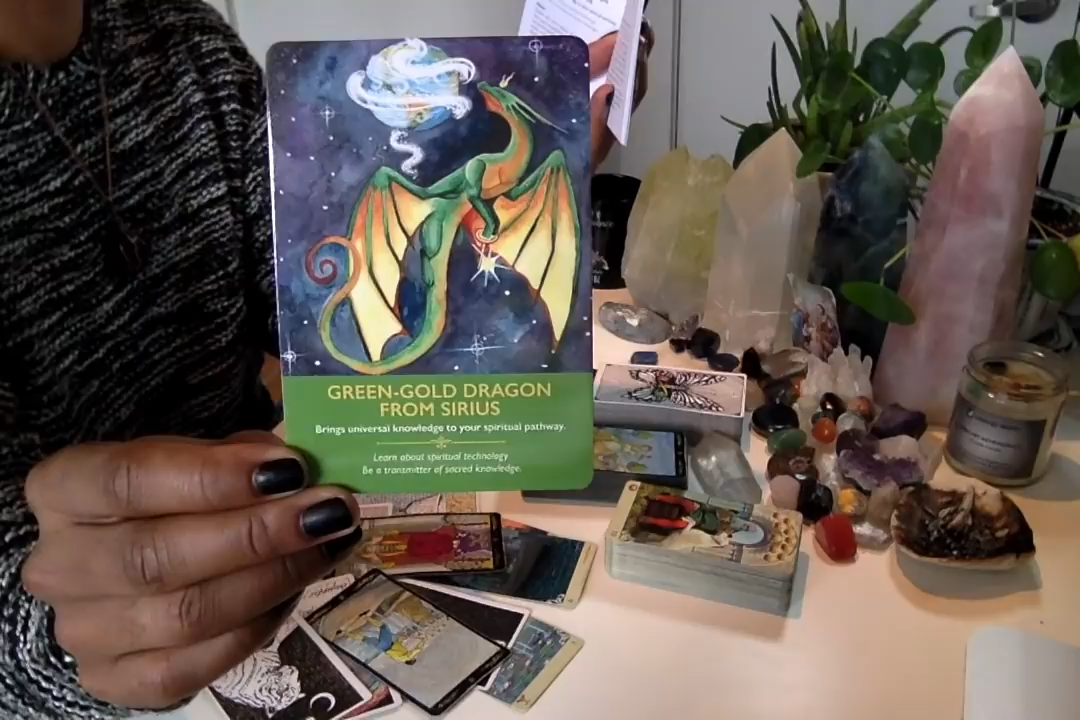 GREEN-GOLD DRAGON
FROM SIRIUS
Brings universal knowledge to your spiritual pathway.
Learn about spiritual technology
Be a transmitter of sacred knowledge.